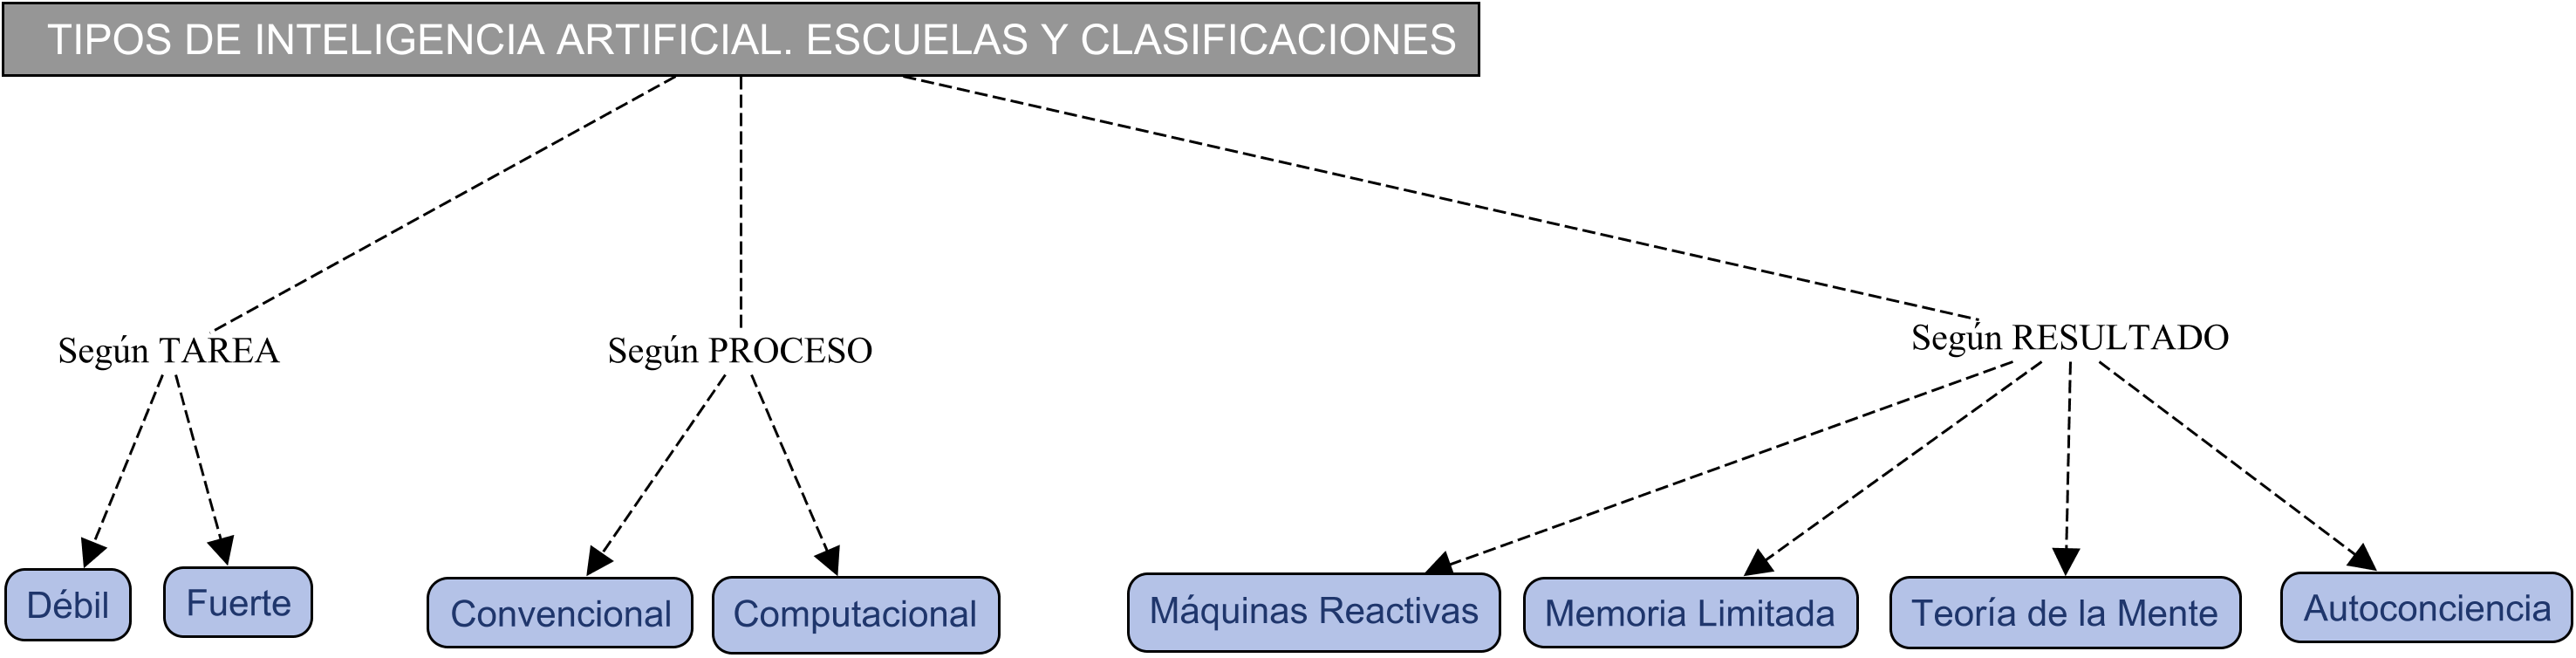 TIPOS DE INTELIGENCIA ARTIFICIAL. ESCUELAS Y CLASIFICACIONES
Según TAREA
Según PROCESO
Según RESULTADO
Débil
Fuerte
Convencional
Computacional
Máquinas Reactivas
Memoria Limitada
Teoría de la Mente
Autoconciencia